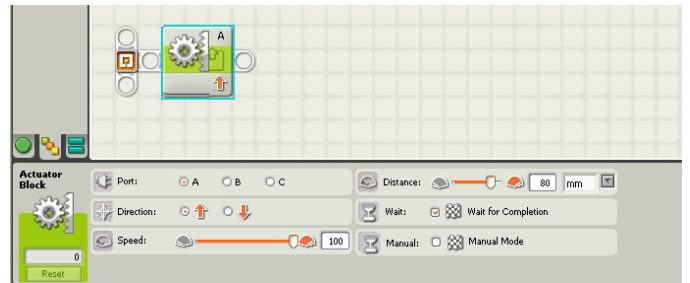 A
Actuator
Block
0
Reset
Port: A B C
Direction:
Speed: 100
Distance: 80 mm
Wait: Wait for Completion
Manual: Manual Mode